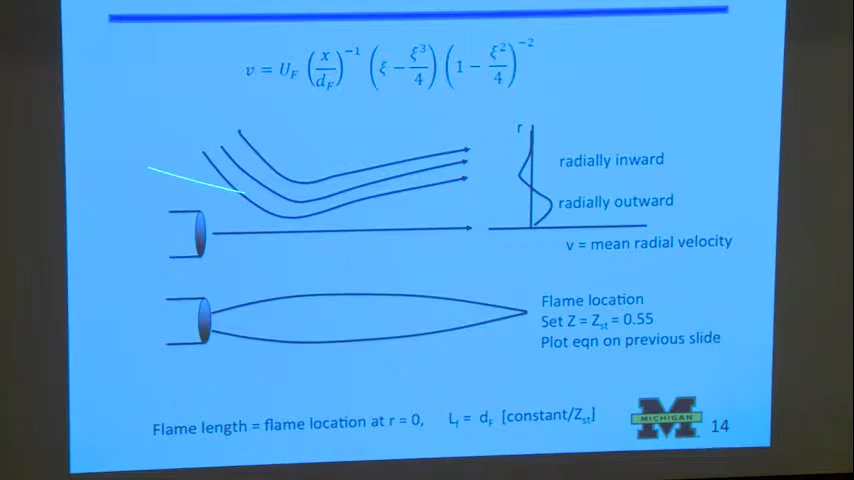 v = U_F (x/d_F)^{-1} (ξ − ξ³/4) (1 − ξ²/4)^{-2}
r
radially inward
radially outward
v = mean radial velocity
Flame location
Set Z = Z_st = 0.55
Plot eqn on previous slide
Flame length = flame location at r = 0, L_f = d_F [constant/Z_st]
MICHIGAN
14